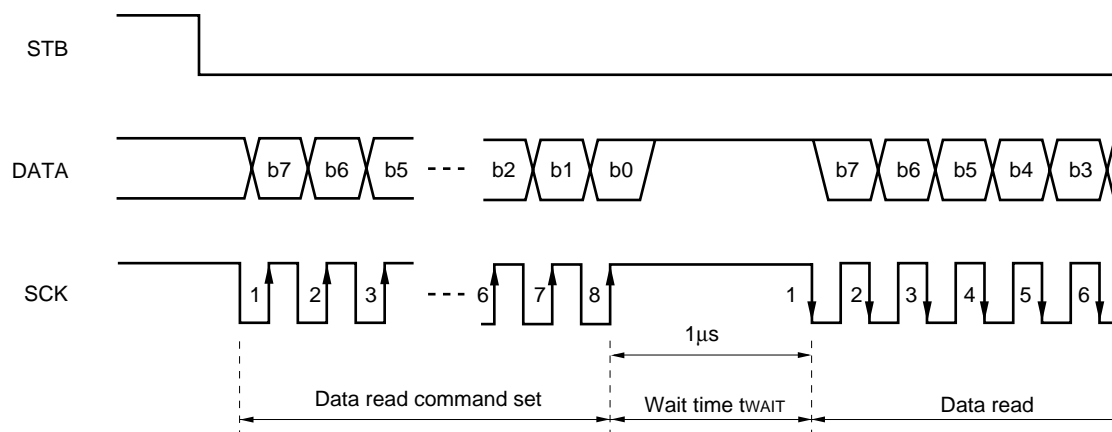 STB
DATA b7 b6 b5 --- b2 b1 b0 b7 b6 b5 b4 b3
SCK 1 2 3 --- 6 7 8 1 2 3 4 5 6
1µs
Data read command set Wait time tWAIT Data read